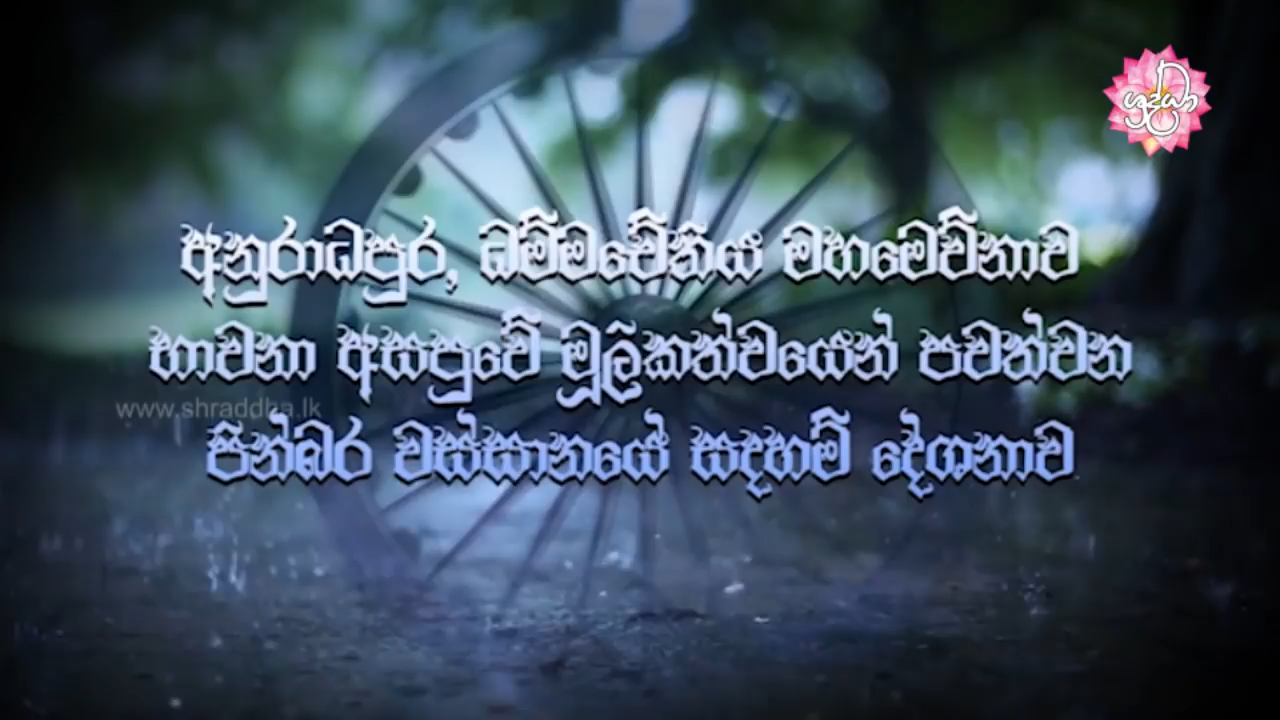 ශ්‍රද්ධා
අනුරාධපුර, ධම්මචේතිය මහමෙව්නාව
භාවනා අසපුවේ මූලිකත්වයෙන් පවත්වන
www.shraddha.lk
පින්බර වස්සානයේ සදහම් දේශනාව